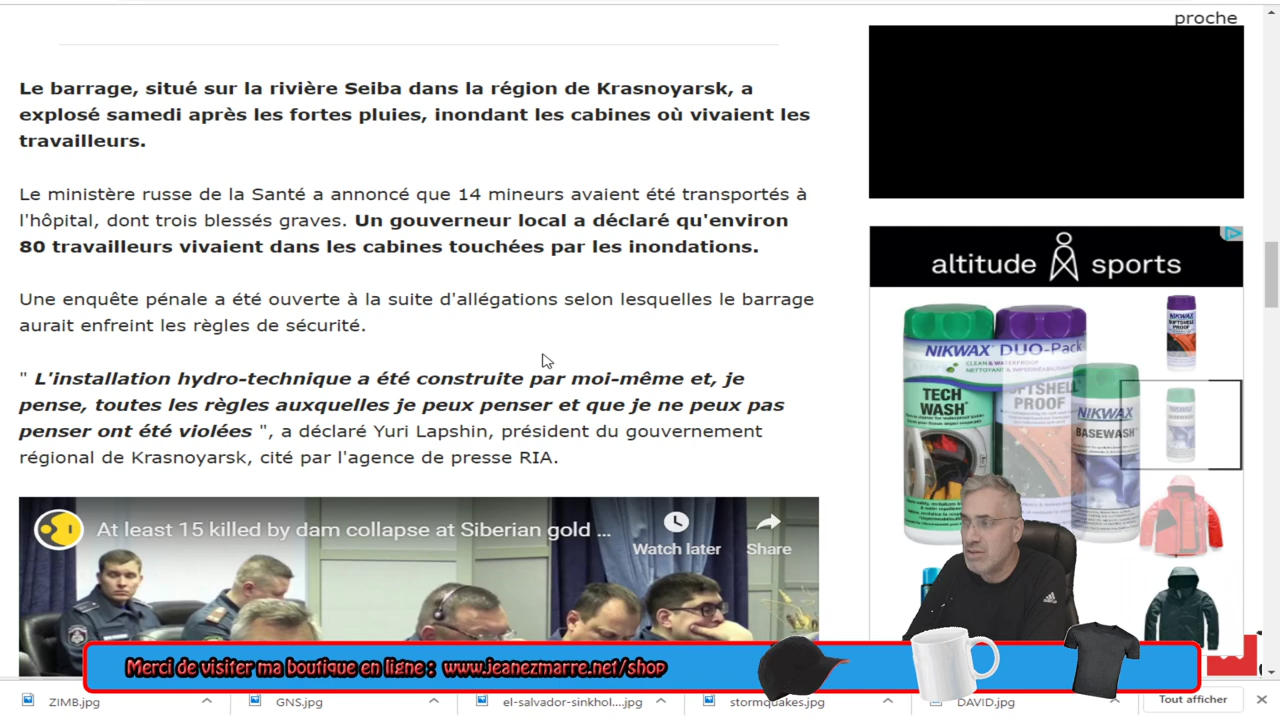 proche
Le barrage, situé sur la rivière Seiba dans la région de Krasnoyarsk, a
explosé samedi après les fortes pluies, inondant les cabines où vivaient les
travailleurs.
Le ministère russe de la Santé a annoncé que 14 mineurs avaient été transportés à
l'hôpital, dont trois blessés graves. Un gouverneur local a déclaré qu'environ
80 travailleurs vivaient dans les cabines touchées par les inondations.
Une enquête pénale a été ouverte à la suite d'allégations selon lesquelles le barrage
aurait enfreint les règles de sécurité.
" L'installation hydro-technique a été construite par moi-même et, je
pense, toutes les règles auxquelles je peux penser et que je ne peux pas
penser ont été violées ", a déclaré Yuri Lapshin, président du gouvernement
régional de Krasnoyarsk, cité par l'agence de presse RIA.
At least 15 killed by dam collapse at Siberian gold ...
Watch later
Share
altitude sports
NIKWAX DUO-Pack
CLEAN & WATERPROOF
TECH
WASH
SOFTSHELL
PROOF
NIKWAX
BASEWASH
adidas
Merci de visiter ma boutique en ligne : www.jeanezmarre.net/shop
ZIMB.jpg
GNS.jpg
el-salvador-sinkhol....jpg
stormquakes.jpg
DAVID.jpg
Tout afficher